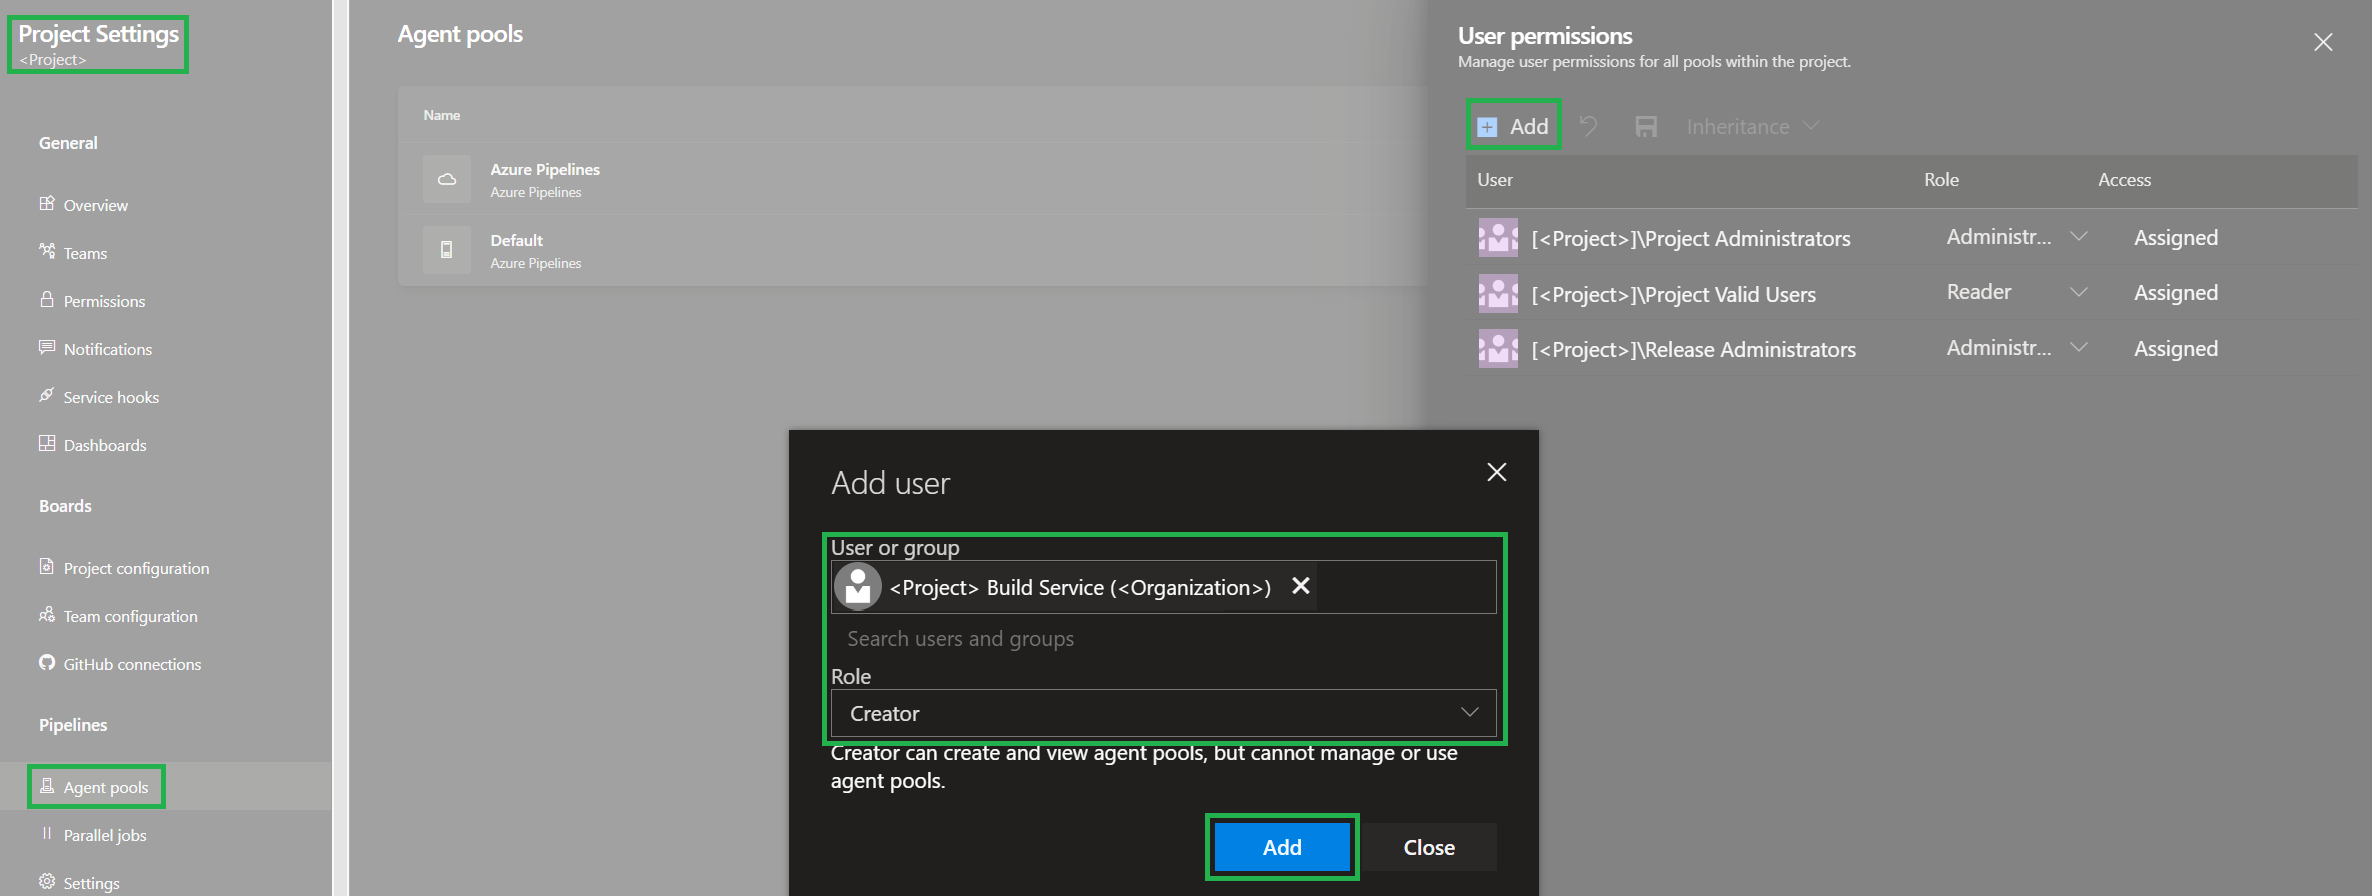 Project Settings
<Project>
General
Overview
Teams
Permissions
Notifications
Service hooks
Dashboards
Boards
Project configuration
Team configuration
GitHub connections
Pipelines
Agent pools
Parallel jobs
Settings
Agent pools
Name
Azure Pipelines
Azure Pipelines
Default
Azure Pipelines
User permissions
Manage user permissions for all pools within the project.
Add Inheritance
User Role Access
[<Project>]\Project Administrators Administr... Assigned
[<Project>]\Project Valid Users Reader Assigned
[<Project>]\Release Administrators Administr... Assigned
Add user
User or group
<Project> Build Service (<Organization>)
Search users and groups
Role
Creator
Creator can create and view agent pools, but cannot manage or use
agent pools.
Add Close